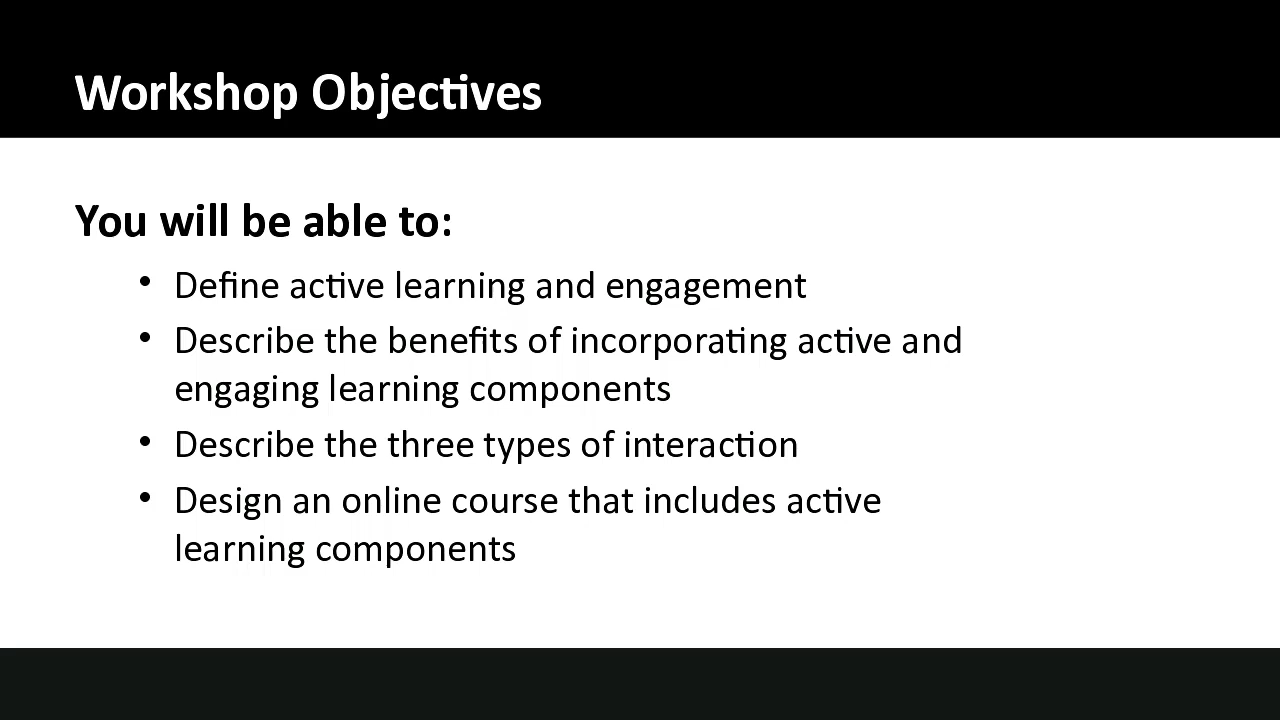 Workshop Objectives
You will be able to:
• Define active learning and engagement
• Describe the benefits of incorporating active and
engaging learning components
• Describe the three types of interaction
• Design an online course that includes active
learning components